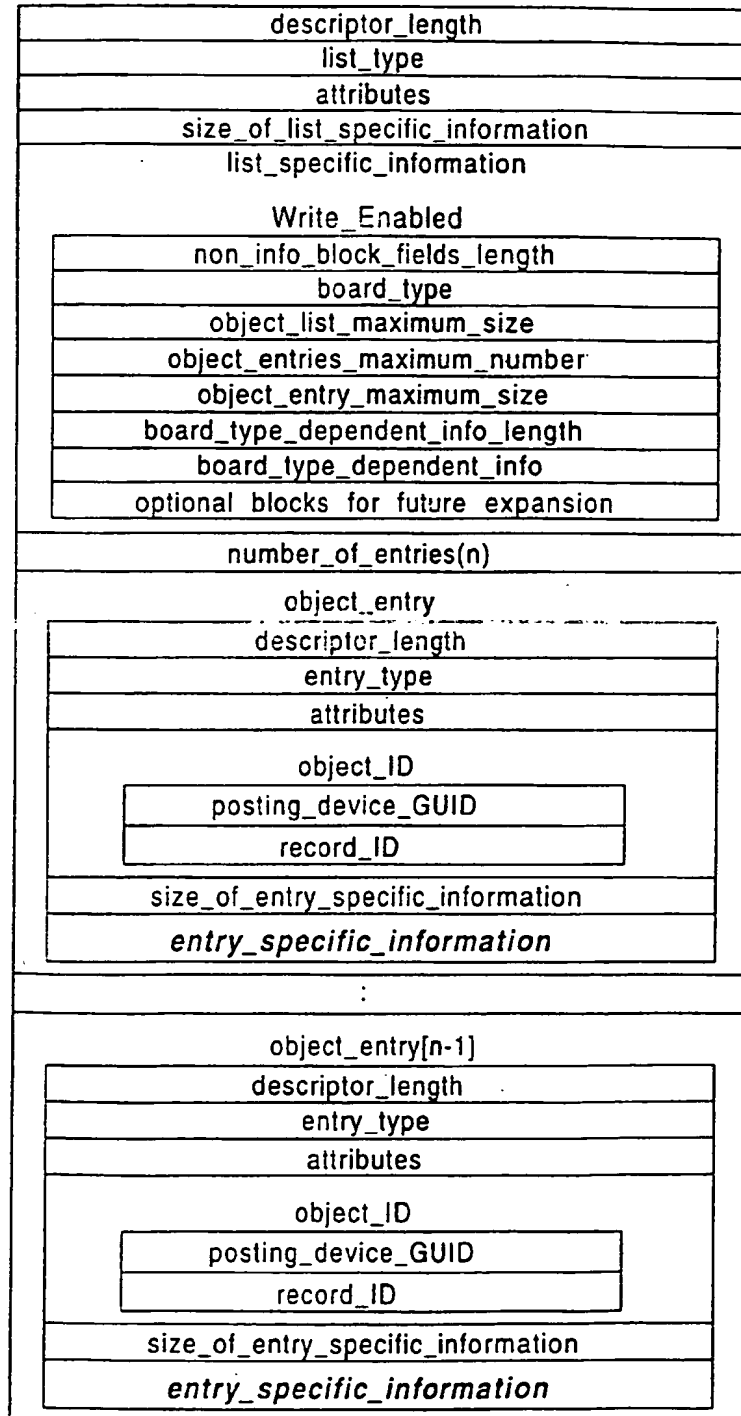 descriptor_length
list_type
attributes
size_of_list_specific_information
list_specific_information
Write_Enabled
non_info_block_fields_length
board_type
object_list_maximum_size
object_entries_maximum_number
object_entry_maximum_size
board_type_dependent_info_length
board_type_dependent_info
optional blocks for future expansion
number_of_entries(n)
object_entry
descriptor_length
entry_type
attributes
object_ID
posting_device_GUID
record_ID
size_of_entry_specific_information
entry_specific_information
:
object_entry[n-1]
descriptor_length
entry_type
attributes
object_ID
posting_device_GUID
record_ID
size_of_entry_specific_information
entry_specific_information